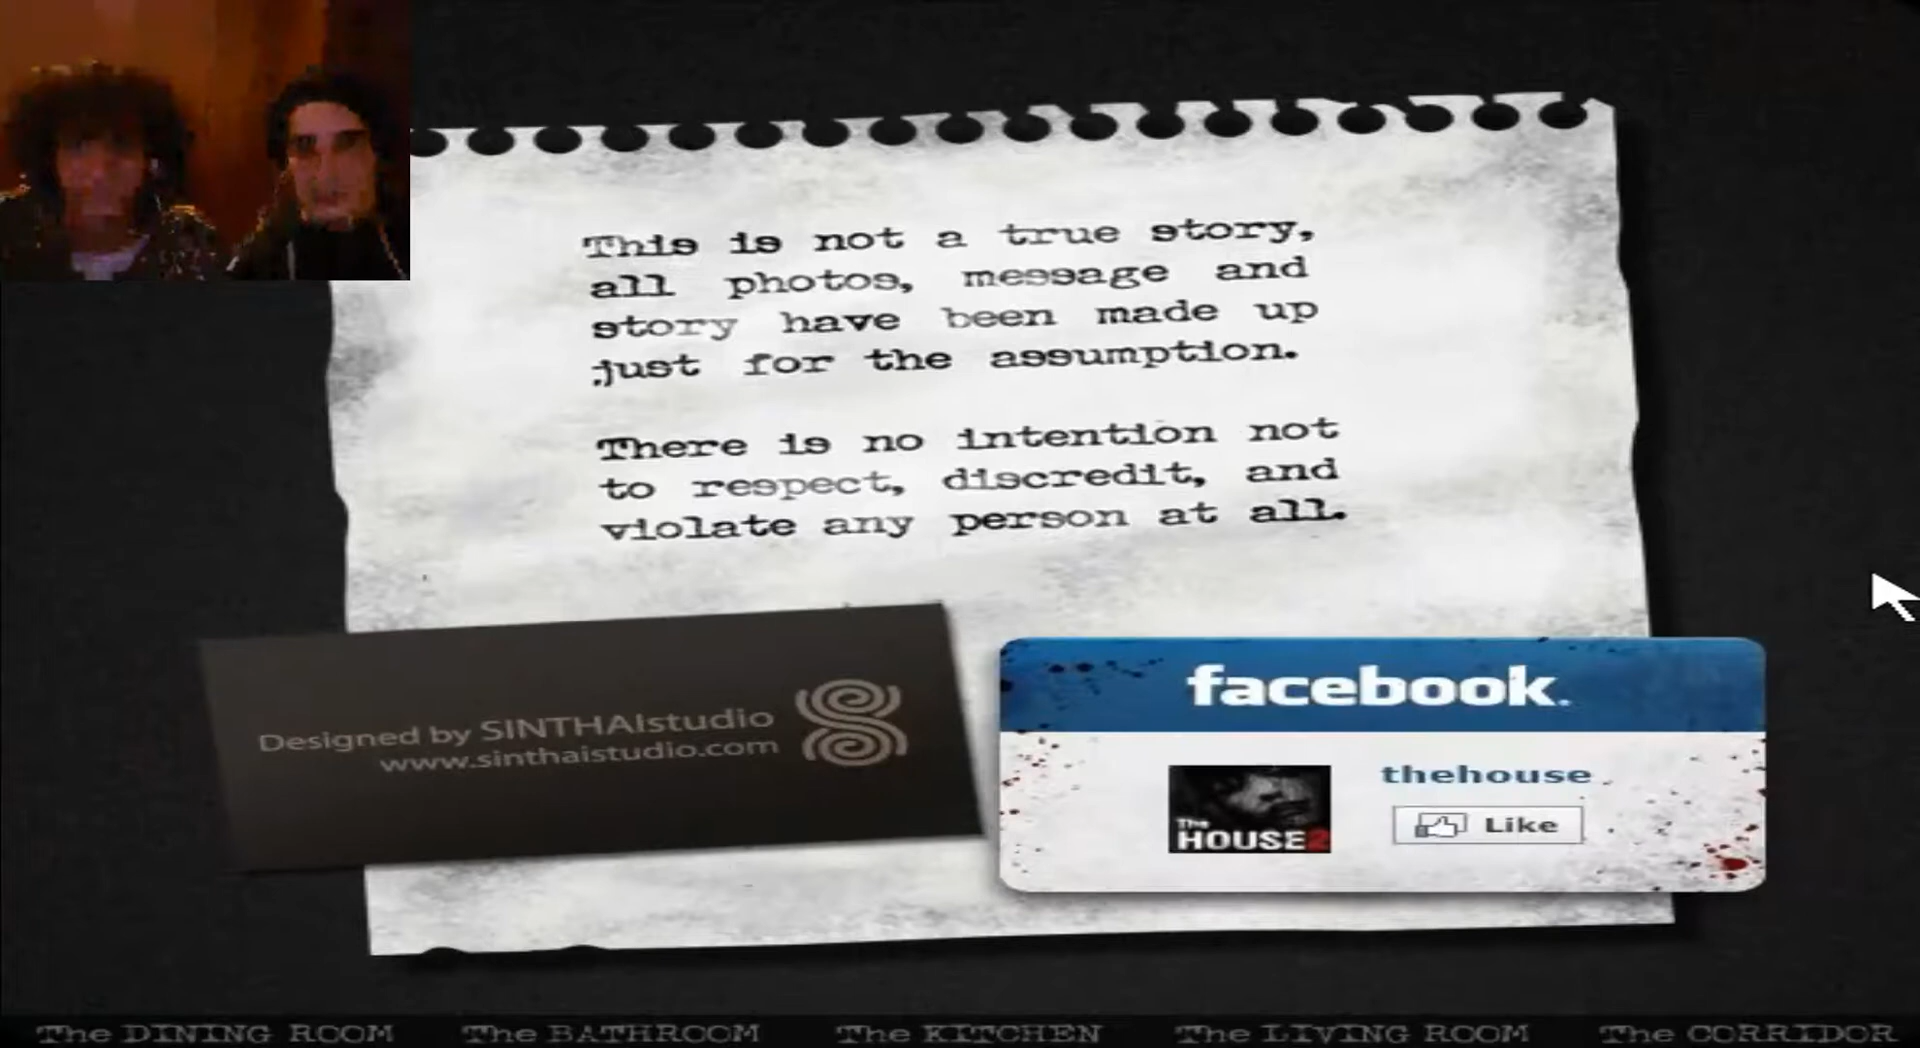 This is not a true story,
all photos, message and
story have been made up
just for the assumption.
There is no intention not
to respect, discredit, and
violate any person at all.
Designed by SINTHAIstudio
www.sinthaistudio.com
facebook.
thehouse
The
HOUSE2
Like
The DINING ROOM The BATHROOM The KITCHEN The LIVING ROOM The CORRIDOR